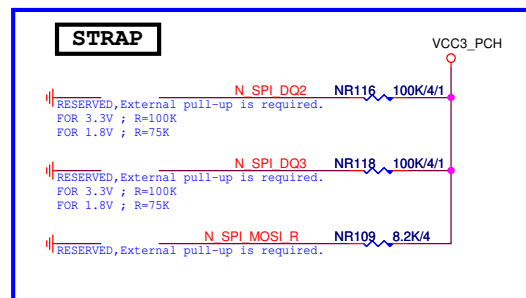 STRAP
VCC3_PCH
N_SPI_DQ2 NR116 100K/4/1
RESERVED,External pull-up is required.
FOR 3.3V ; R=100K
FOR 1.8V ; R=75K
N_SPI_DQ3 NR118 100K/4/1
RESERVED,External pull-up is required.
FOR 3.3V ; R=100K
FOR 1.8V ; R=75K
N_SPI_MOSI_R NR109 8.2K/4
RESERVED,External pull-up is required.